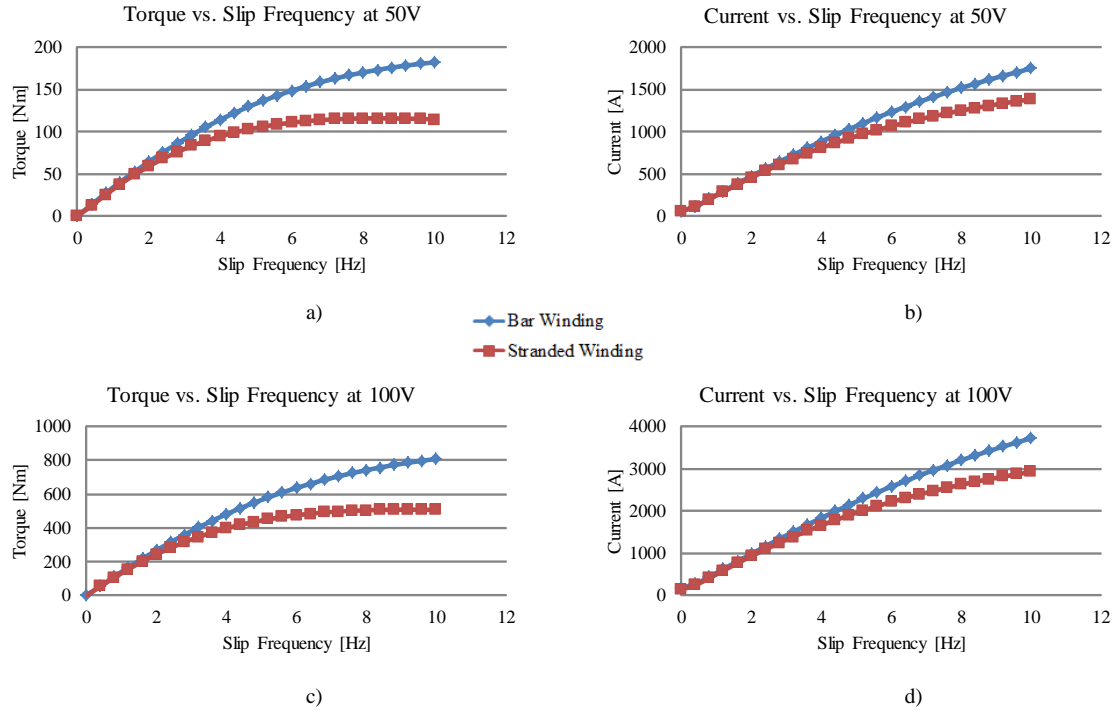 Torque vs. Slip Frequency at 50V
Torque [Nm]
200
150
100
50
0
0 2 4 6 8 10 12
Slip Frequency [Hz]
a)
Current vs. Slip Frequency at 50V
Current [A]
2000
1500
1000
500
0
0 2 4 6 8 10 12
Slip Frequency [Hz]
b)
Bar Winding
Stranded Winding
Torque vs. Slip Frequency at 100V
Torque [Nm]
1000
800
600
400
200
0
0 2 4 6 8 10 12
Slip Frequency [Hz]
c)
Current vs. Slip Frequency at 100V
Current [A]
4000
3000
2000
1000
0
0 2 4 6 8 10 12
Slip Frequency [Hz]
d)